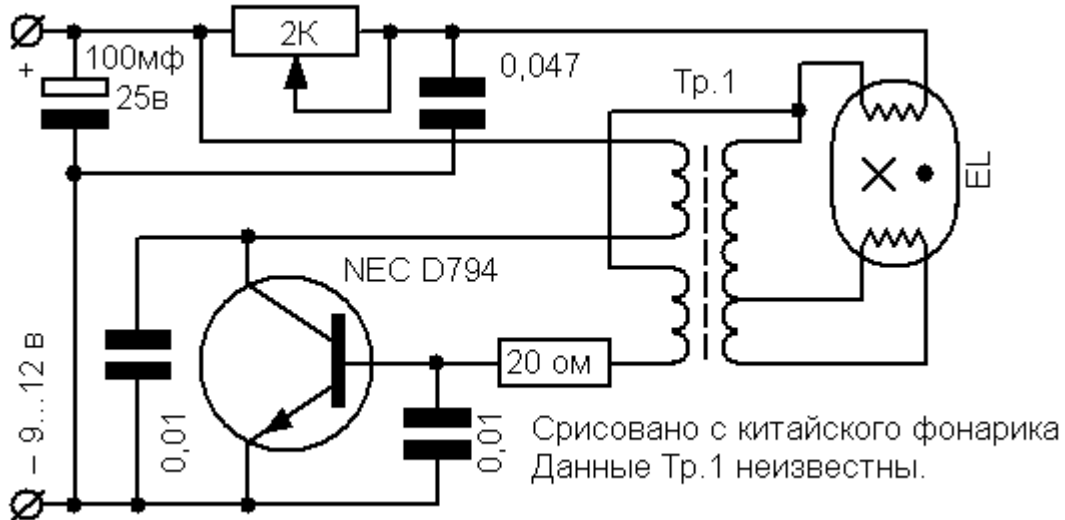 2К
+
100мф
25в
0,047
Тр.1
EL
NEC D794
– 9...12 в
0,01
20 ом
0,01
Срисовано с китайского фонарика
Данные Тр.1 неизвестны.